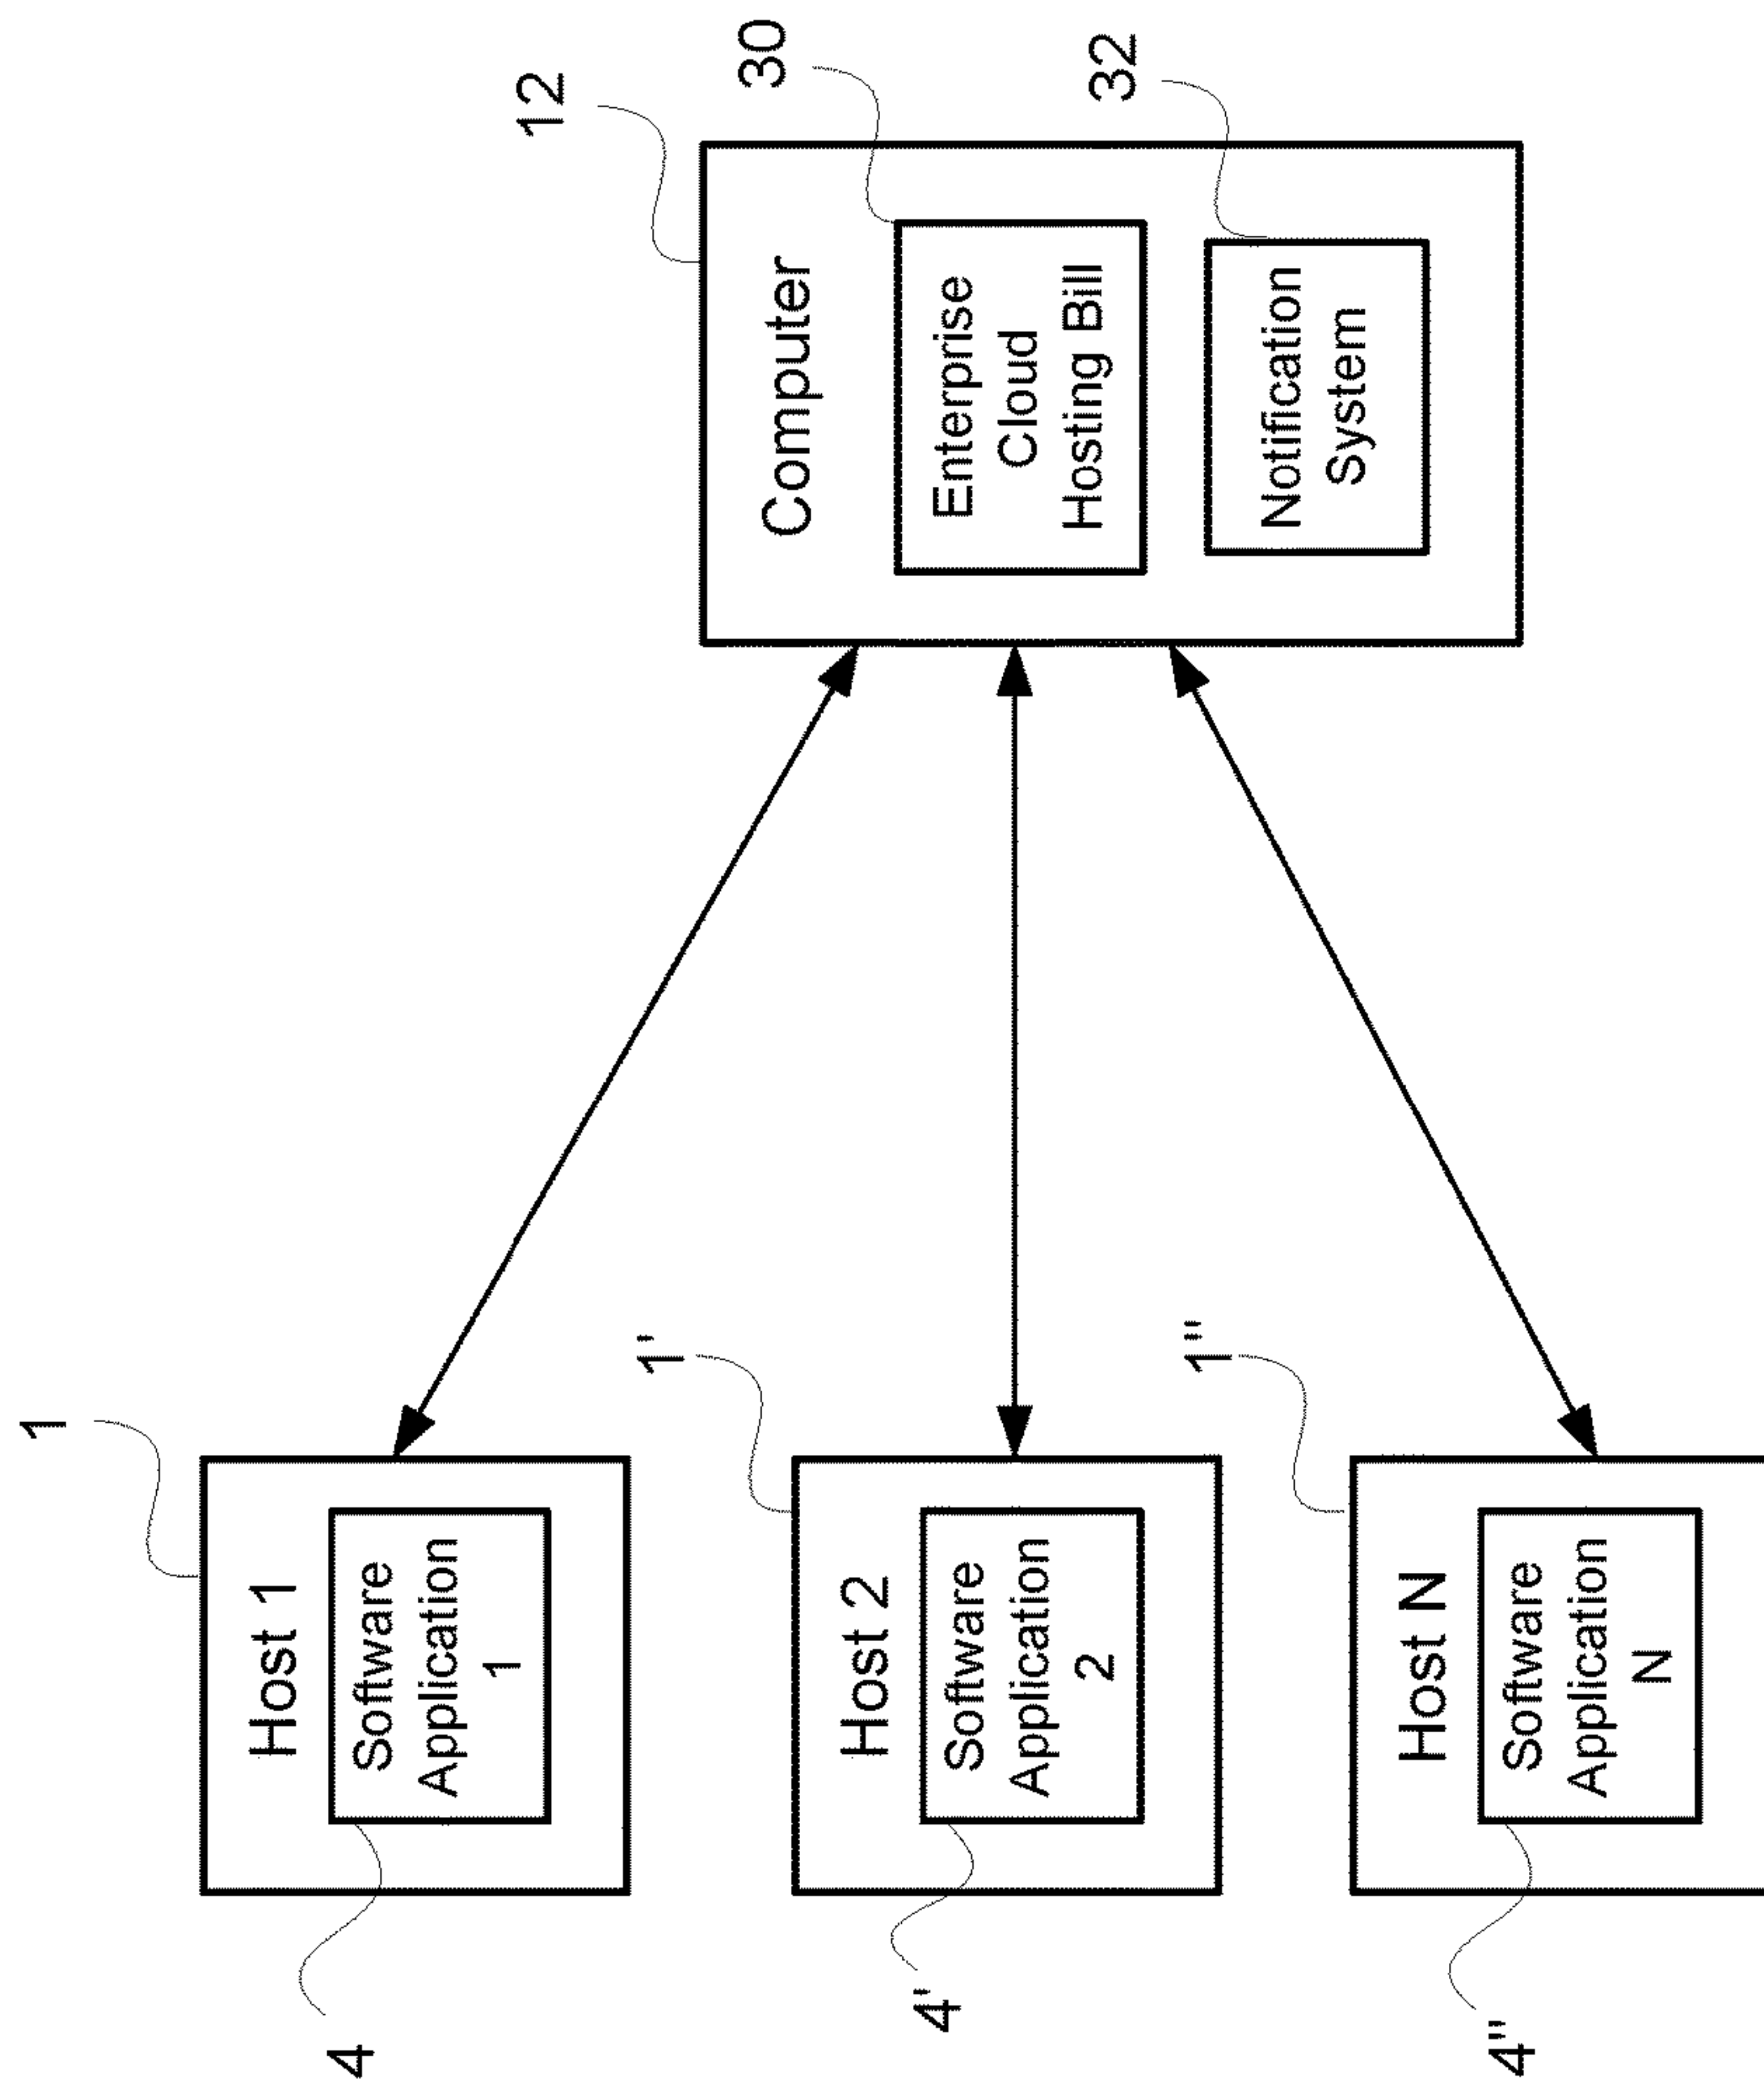 1
Host 1
Software
Application
1
4
1'
Host 2
Software
Application
2
4'
1"
Host N
Software
Application
N
4"
12
Computer
30
Enterprise
Cloud
Hosting Bill
32
Notification
System